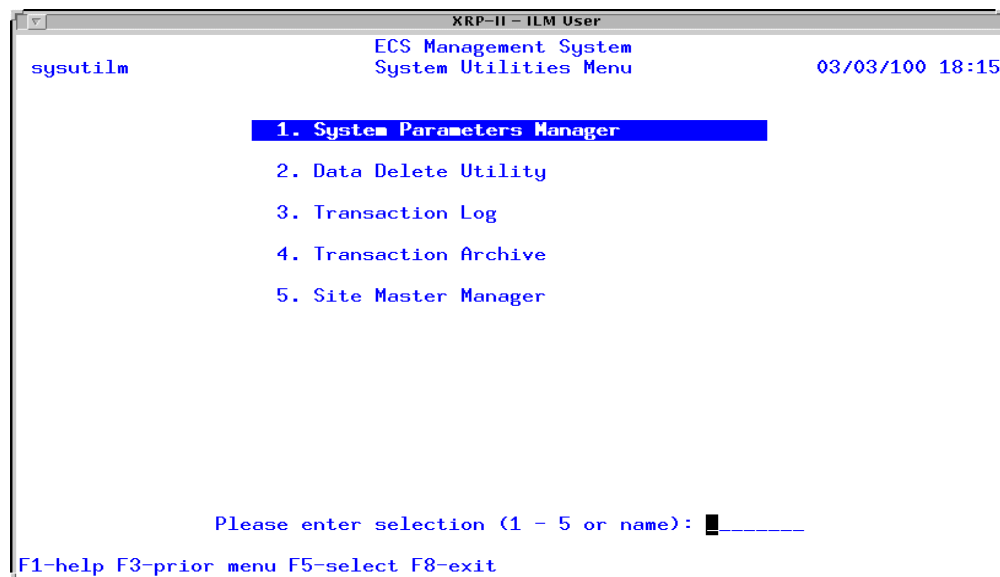 XRP-II - ILM User
ECS Management System
sysutilm System Utilities Menu 03/03/100 18:15
1. System Parameters Manager
2. Data Delete Utility
3. Transaction Log
4. Transaction Archive
5. Site Master Manager
Please enter selection (1 - 5 or name): ________
F1-help F3-prior menu F5-select F8-exit